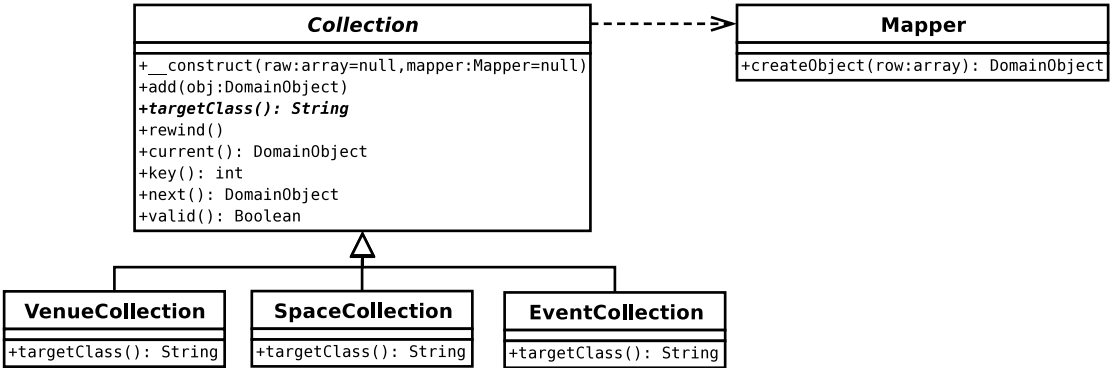 Collection
+__construct(raw:array=null,mapper:Mapper=null)
+add(obj:DomainObject)
+targetClass(): String
+rewind()
+current(): DomainObject
+key(): int
+next(): DomainObject
+valid(): Boolean
Mapper
+createObject(row:array): DomainObject
VenueCollection
+targetClass(): String
SpaceCollection
+targetClass(): String
EventCollection
+targetClass(): String